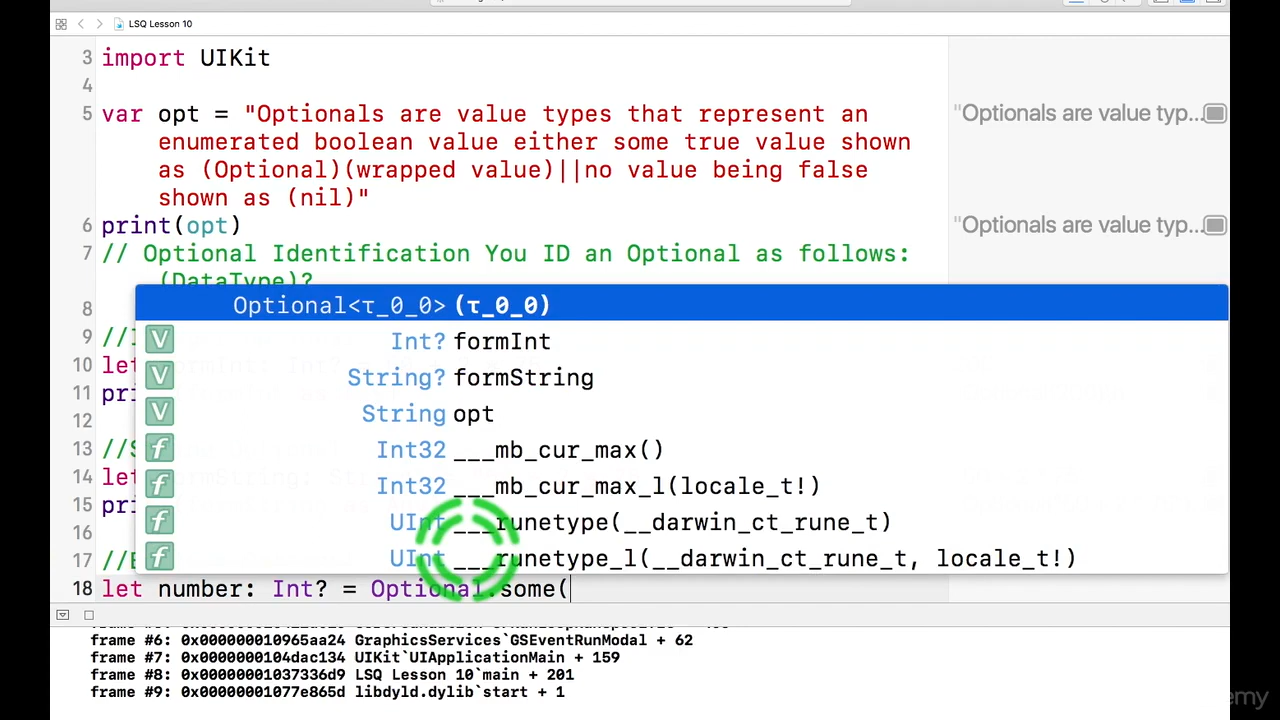 LSQ Lesson 10
3 import UIKit
4
5 var opt = "Optionals are value types that represent an
enumerated boolean value either some true value shown
as (Optional)(wrapped value)||no value being false
shown as (nil)"
"Optionals are value typ...
6 print(opt)
"Optionals are value typ...
7 // Optional Identification You ID an Optional as follows:
(DataType)?
8
Optional<τ_0_0> (τ_0_0)
9 //I
V Int? formInt
10 let
V String? formString
11 pri
12
V String opt
13 //S
f Int32 ___mb_cur_max()
14 let
f Int32 ___mb_cur_max_l(locale_t!)
15 pri
16
f UInt ___runetype(__darwin_ct_rune_t)
17 //E
f UInt ___runetype_l(__darwin_ct_rune_t, locale_t!)
18 let number: Int? = Optional.some(
frame #6: 0x000000010965aa24 GraphicsServices`GSEventRunModal + 62
frame #7: 0x0000000104dac134 UIKit`UIApplicationMain + 159
frame #8: 0x00000001037336d9 LSQ Lesson 10`main + 201
frame #9: 0x00000001077e865d libdyld.dylib`start + 1